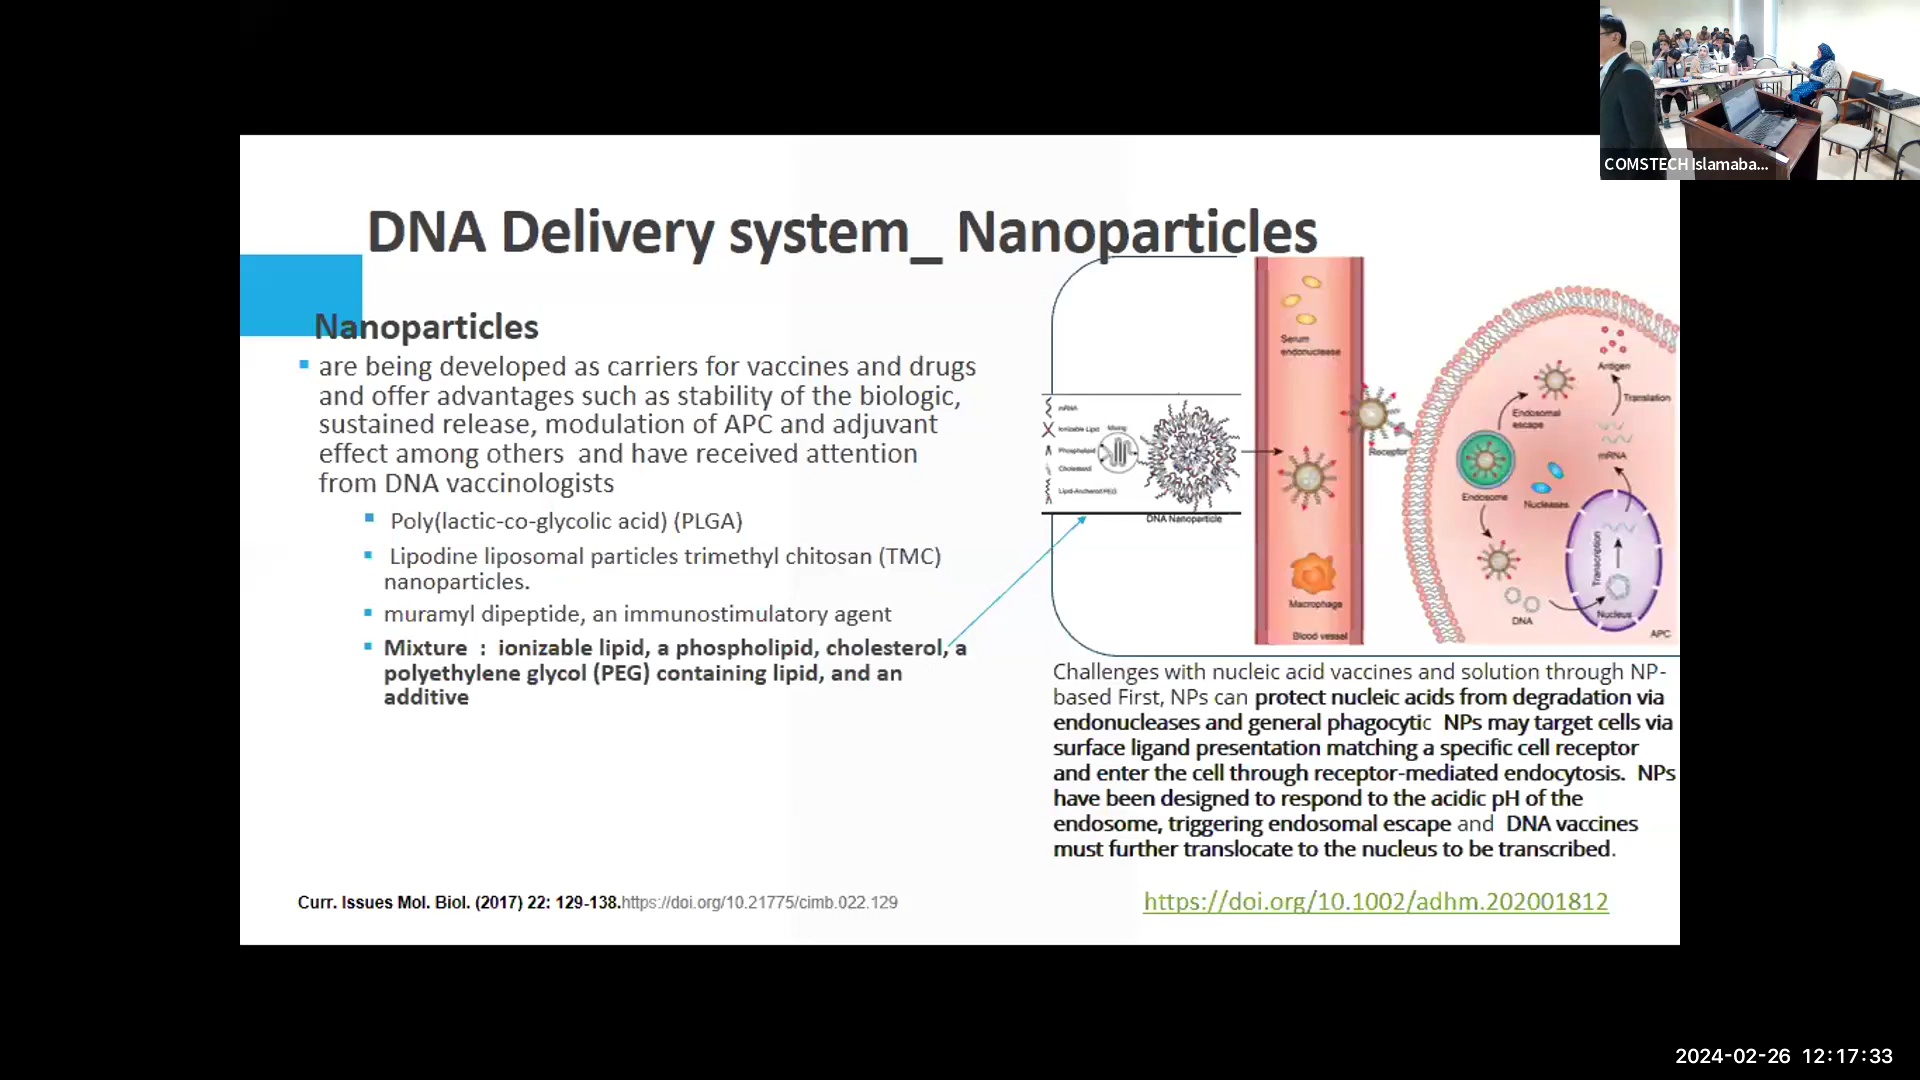 COMSTECH Islamaba...
DNA Delivery system_ Nanoparticles
Nanoparticles
are being developed as carriers for vaccines and drugs
and offer advantages such as stability of the biologic,
sustained release, modulation of APC and adjuvant
effect among others and have received attention
from DNA vaccinologists
Poly(lactic-co-glycolic acid) (PLGA)
Lipodine liposomal particles trimethyl chitosan (TMC)
nanoparticles.
muramyl dipeptide, an immunostimulatory agent
Mixture : ionizable lipid, a phospholipid, cholesterol, a
polyethylene glycol (PEG) containing lipid, and an
additive
mRNA
Ionizable Lipid
Phospholipid
Cholesterol
Lipid-Anchored PEG
Mixing
DNA Nanoparticle
Serum
endonuclease
Macrophage
Blood vessel
Receptor
Endosome
Endosomal
escape
Nucleases
Antigen
Translation
mRNA
Transcription
Nucleus
DNA
APC
Challenges with nucleic acid vaccines and solution through NP-
based First, NPs can protect nucleic acids from degradation via
endonucleases and general phagocytic NPs may target cells via
surface ligand presentation matching a specific cell receptor
and enter the cell through receptor-mediated endocytosis. NPs
have been designed to respond to the acidic pH of the
endosome, triggering endosomal escape and DNA vaccines
must further translocate to the nucleus to be transcribed.
Curr. Issues Mol. Biol. (2017) 22: 129-138.https://doi.org/10.21775/cimb.022.129
https://doi.org/10.1002/adhm.202001812
2024-02-26 12:17:33